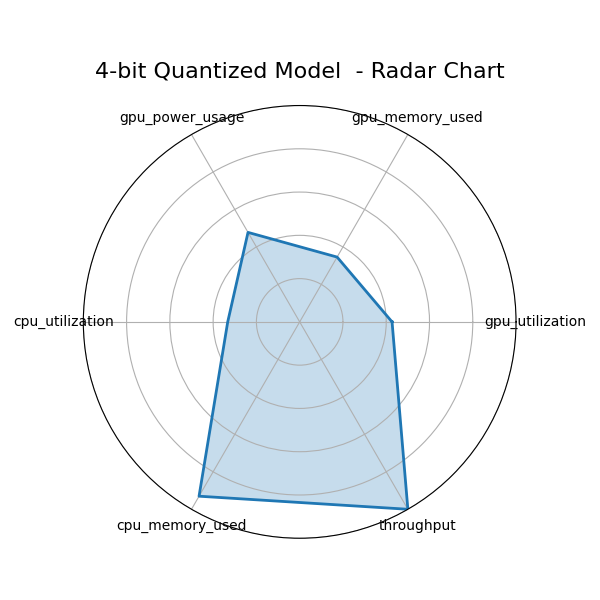 4-bit Quantized Model  - Radar Chart
gpu_power_usage
gpu_memory_used
cpu_utilization
gpu_utilization
cpu_memory_used
throughput